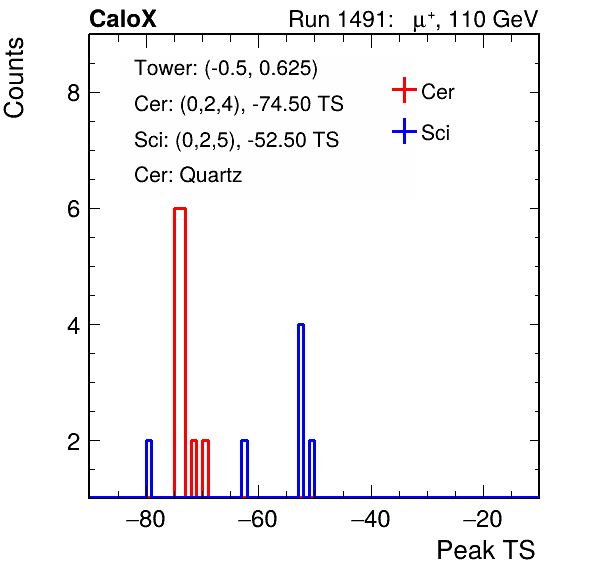 CaloX Run 1491: μ⁺, 110 GeV
Counts
Tower: (-0.5, 0.625)
Cer: (0,2,4), -74.50 TS
Sci: (0,2,5), -52.50 TS
Cer: Quartz
Cer
Sci
8
6
4
2
−80 −60 −40 −20
Peak TS